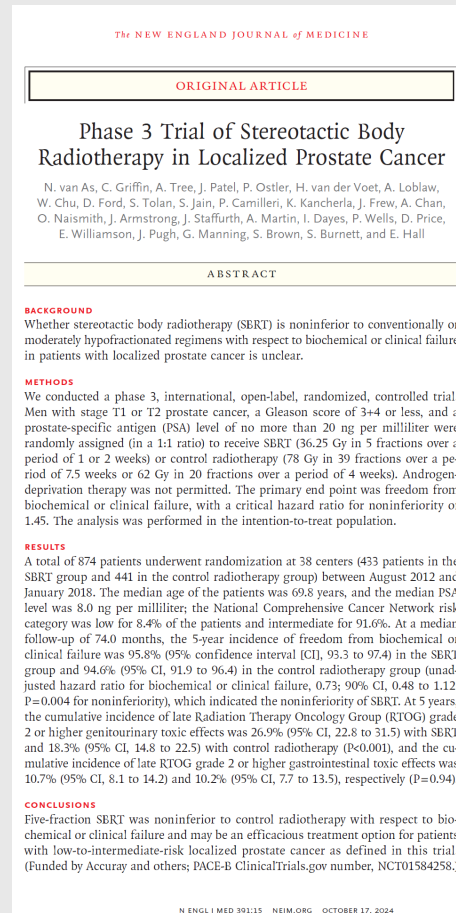 The NEW ENGLAND JOURNAL of MEDICINE
ORIGINAL ARTICLE
Phase 3 Trial of Stereotactic Body
Radiotherapy in Localized Prostate Cancer
N. van As, C. Griffin, A. Tree, J. Patel, P. Ostler, H. van der Voet, A. Loblaw,
W. Chu, D. Ford, S. Tolan, S. Jain, P. Camilleri, K. Kancherla, J. Frew, A. Chan,
O. Naismith, J. Armstrong, J. Staffurth, A. Martin, I. Dayes, P. Wells, D. Price,
E. Williamson, J. Pugh, G. Manning, S. Brown, S. Burnett, and E. Hall
ABSTRACT
BACKGROUND
Whether stereotactic body radiotherapy (SBRT) is noninferior to conventionally or
moderately hypofractionated regimens with respect to biochemical or clinical failure
in patients with localized prostate cancer is unclear.
METHODS
We conducted a phase 3, international, open-label, randomized, controlled trial
Men with stage T1 or T2 prostate cancer, a Gleason score of 3+4 or less, and a
prostate-specific antigen (PSA) level of no more than 20 ng per milliliter were
randomly assigned (in a 1:1 ratio) to receive SBRT (36.25 Gy in 5 fractions over a
period of 1 or 2 weeks) or control radiotherapy (78 Gy in 39 fractions over a pe-
riod of 7.5 weeks or 62 Gy in 20 fractions over a period of 4 weeks). Androgen-
deprivation therapy was not permitted. The primary end point was freedom from
biochemical or clinical failure, with a critical hazard ratio for noninferiority of
1.45. The analysis was performed in the intention-to-treat population.
RESULTS
A total of 874 patients underwent randomization at 38 centers (433 patients in the
SBRT group and 441 in the control radiotherapy group) between August 2012 and
January 2018. The median age of the patients was 69.8 years, and the median PSA
level was 8.0 ng per milliliter; the National Comprehensive Cancer Network risk
category was low for 8.4% of the patients and intermediate for 91.6%. At a median
follow-up of 74.0 months, the 5-year incidence of freedom from biochemical or
clinical failure was 95.8% (95% confidence interval [CI], 93.3 to 97.4) in the SBRT
group and 94.6% (95% CI, 91.9 to 96.4) in the control radiotherapy group (unad-
justed hazard ratio for biochemical or clinical failure, 0.73; 90% CI, 0.48 to 1.12
P=0.004 for noninferiority), which indicated the noninferiority of SBRT. At 5 years,
the cumulative incidence of late Radiation Therapy Oncology Group (RTOG) grade
2 or higher genitourinary toxic effects was 26.9% (95% CI, 22.8 to 31.5) with SBRT
and 18.3% (95% CI, 14.8 to 22.5) with control radiotherapy (P<0.001), and the cu-
mulative incidence of late RTOG grade 2 or higher gastrointestinal toxic effects was
10.7% (95% CI, 8.1 to 14.2) and 10.2% (95% CI, 7.7 to 13.5), respectively (P=0.94)
CONCLUSIONS
Five-fraction SBRT was noninferior to control radiotherapy with respect to bio-
chemical or clinical failure and may be an efficacious treatment option for patients
with low-to-intermediate-risk localized prostate cancer as defined in this trial
(Funded by Accuray and others; PACE-B ClinicalTrials.gov number, NCT01584258.)
N ENGL J MED 391;15 NEJM.ORG OCTOBER 17, 2024